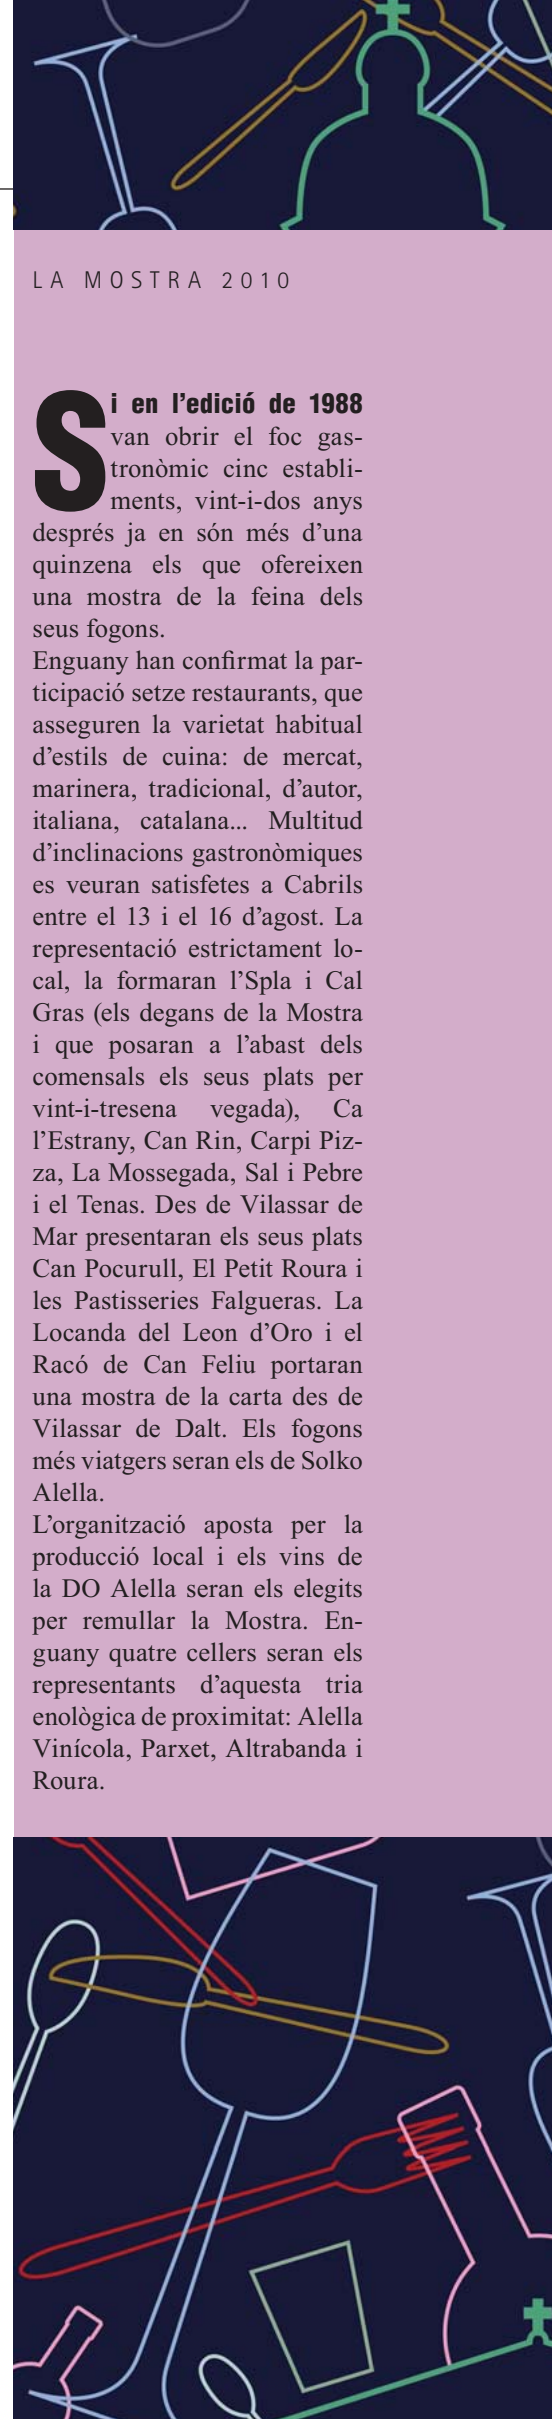 LA MOSTRA 2010
Si en l’edició de 1988
van obrir el foc gas-
tronòmic cinc establi-
ments, vint-i-dos anys
després ja en són més d’una
quinzena els que ofereixen
una mostra de la feina dels
seus fogons.
Enguany han confirmat la par-
ticipació setze restaurants, que
asseguren la varietat habitual
d’estils de cuina: de mercat,
marinera, tradicional, d’autor,
italiana, catalana... Multitud
d’inclinacions gastronòmiques
es veuran satisfetes a Cabrils
entre el 13 i el 16 d’agost. La
representació estrictament lo-
cal, la formaran l’Spla i Cal
Gras (els degans de la Mostra
i que posaran a l’abast dels
comensals els seus plats per
vint-i-tresena vegada), Ca
l’Estrany, Can Rin, Carpi Piz-
za, La Mossegada, Sal i Pebre
i el Tenas. Des de Vilassar de
Mar presentaran els seus plats
Can Pocurull, El Petit Roura i
les Pastisseries Falgueras. La
Locanda del Leon d’Oro i el
Racó de Can Feliu portaran
una mostra de la carta des de
Vilassar de Dalt. Els fogons
més viatgers seran els de Solko
Alella.
L’organització aposta per la
producció local i els vins de
la DO Alella seran els elegits
per remullar la Mostra. En-
guany quatre cellers seran els
representants d’aquesta tria
enològica de proximitat: Alella
Vinícola, Parxet, Altrabanda i
Roura.